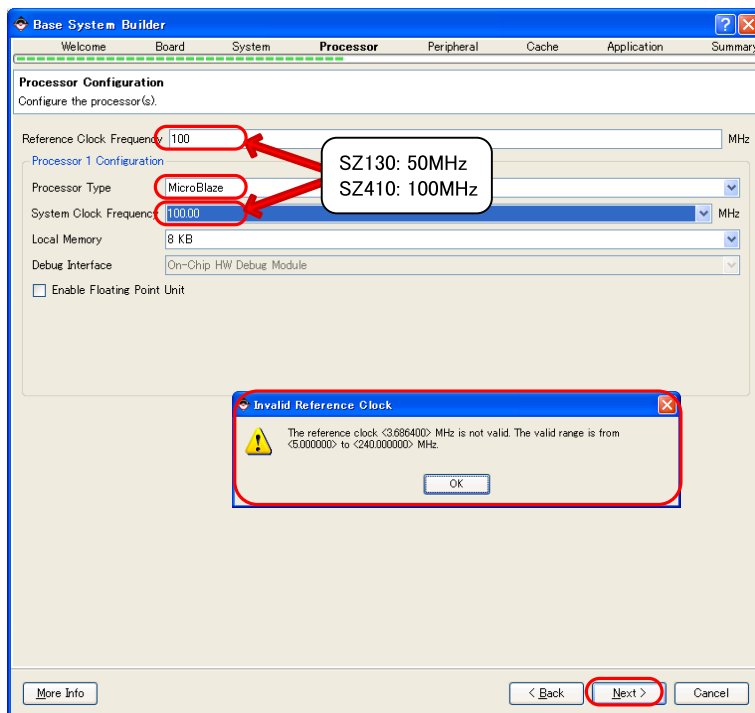 Base System Builder
Welcome Board System Processor Peripheral Cache Application Summary
Processor Configuration
Configure the processor(s).
Reference Clock Frequency 100 MHz
SZ130: 50MHz
SZ410: 100MHz
Processor 1 Configuration
Processor Type MicroBlaze
System Clock Frequency 100.00 MHz
Local Memory 8 KB
Debug Interface On-Chip HW Debug Module
Enable Floating Point Unit
Invalid Reference Clock
The reference clock <3.686400> MHz is not valid. The valid range is from
<5.000000> to <240.000000> MHz.
OK
More Info < Back Next > Cancel